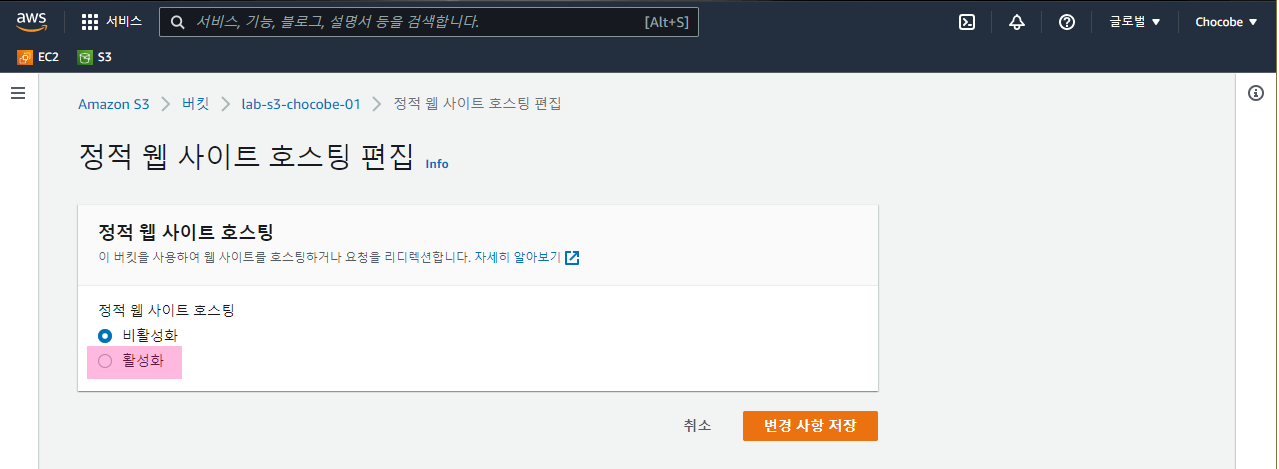 aws 서비스 서비스, 기능, 블로그, 설명서 등을 검색합니다. [Alt+S] 글로벌 Chocobe
EC2 S3
Amazon S3 버킷 lab-s3-chocobe-01 정적 웹 사이트 호스팅 편집
정적 웹 사이트 호스팅 편집 Info
정적 웹 사이트 호스팅
이 버킷을 사용하여 웹 사이트를 호스팅하거나 요청을 리디렉션합니다. 자세히 알아보기
정적 웹 사이트 호스팅
비활성화
활성화
취소 변경 사항 저장